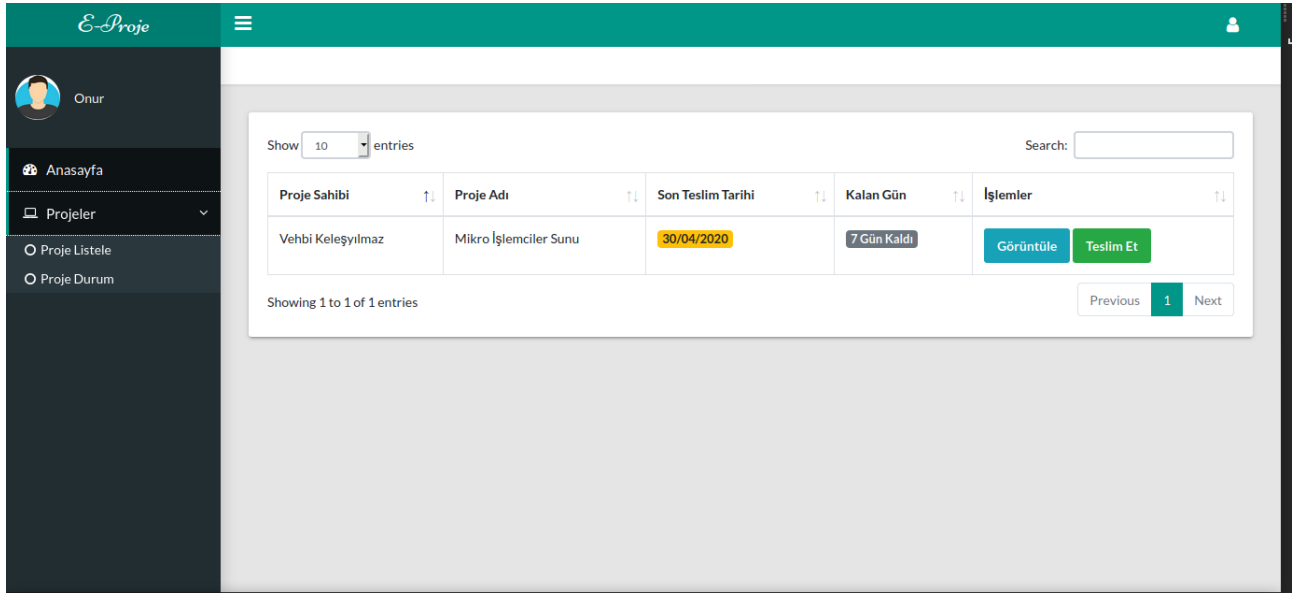 E-Proje
Onur
Anasayfa
Projeler
Proje Listele
Proje Durum
Show 10 entries
Search:
Proje Sahibi Proje Adı Son Teslim Tarihi Kalan Gün İşlemler
Vehbi Keleşyılmaz Mikro İşlemciler Sunu 30/04/2020 7 Gün Kaldı Görüntüle Teslim Et
Showing 1 to 1 of 1 entries
Previous 1 Next